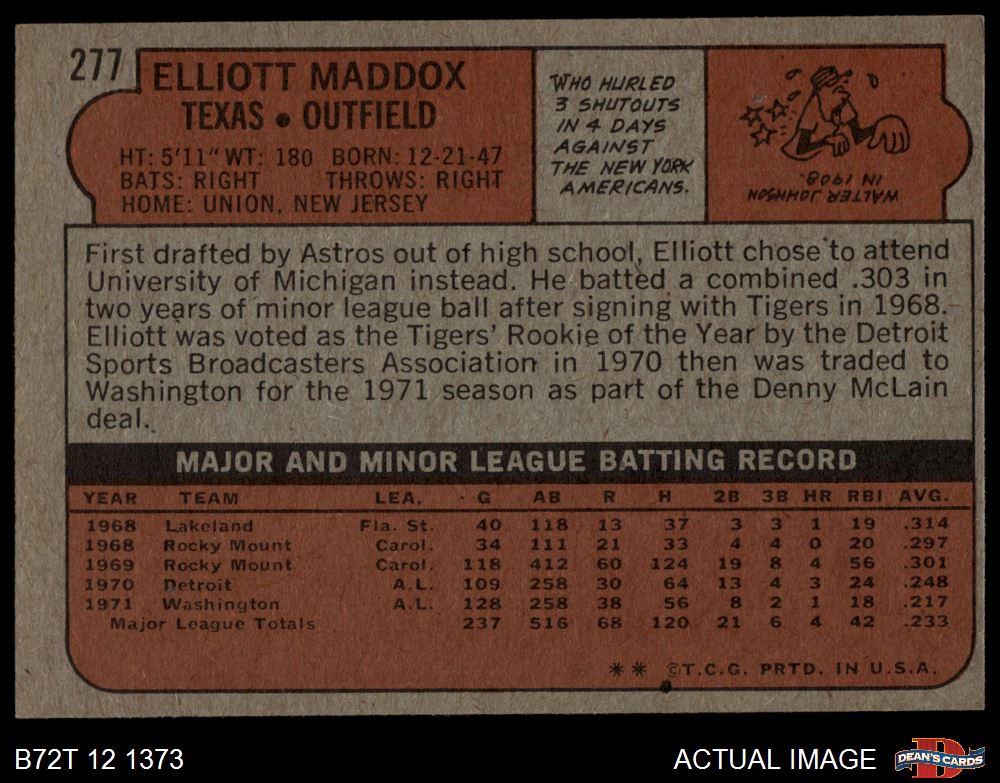 277
ELLIOTT MADDOX
TEXAS • OUTFIELD
HT: 5'11" WT: 180 BORN: 12-21-47
BATS: RIGHT THROWS: RIGHT
HOME: UNION, NEW JERSEY
WHO HURLED
3 SHUTOUTS
IN 4 DAYS
AGAINST
THE NEW YORK
AMERICANS.
WALTER JOHNSON
IN 1908.
First drafted by Astros out of high school, Elliott chose to attend
University of Michigan instead. He batted a combined .303 in
two years of minor league ball after signing with Tigers in 1968.
Elliott was voted as the Tigers' Rookie of the Year by the Detroit
Sports Broadcasters Association in 1970 then was traded to
Washington for the 1971 season as part of the Denny McLain
deal.
MAJOR AND MINOR LEAGUE BATTING RECORD
YEAR TEAM LEA. G AB R H 2B 3B HR RBI AVG.
1968 Lakeland Fla. St. 40 118 13 37 3 3 1 19 .314
1968 Rocky Mount Carol. 34 111 21 33 4 4 0 20 .297
1969 Rocky Mount Carol. 118 412 60 124 19 8 4 56 .301
1970 Detroit A.L. 109 258 30 64 13 4 3 24 .248
1971 Washington A.L. 128 258 38 56 8 2 1 18 .217
Major League Totals 237 516 68 120 21 6 4 42 .233
** ©T.C.G. PRTD. IN U.S.A.
B72T 12 1373
ACTUAL IMAGE
DEAN'S CARDS